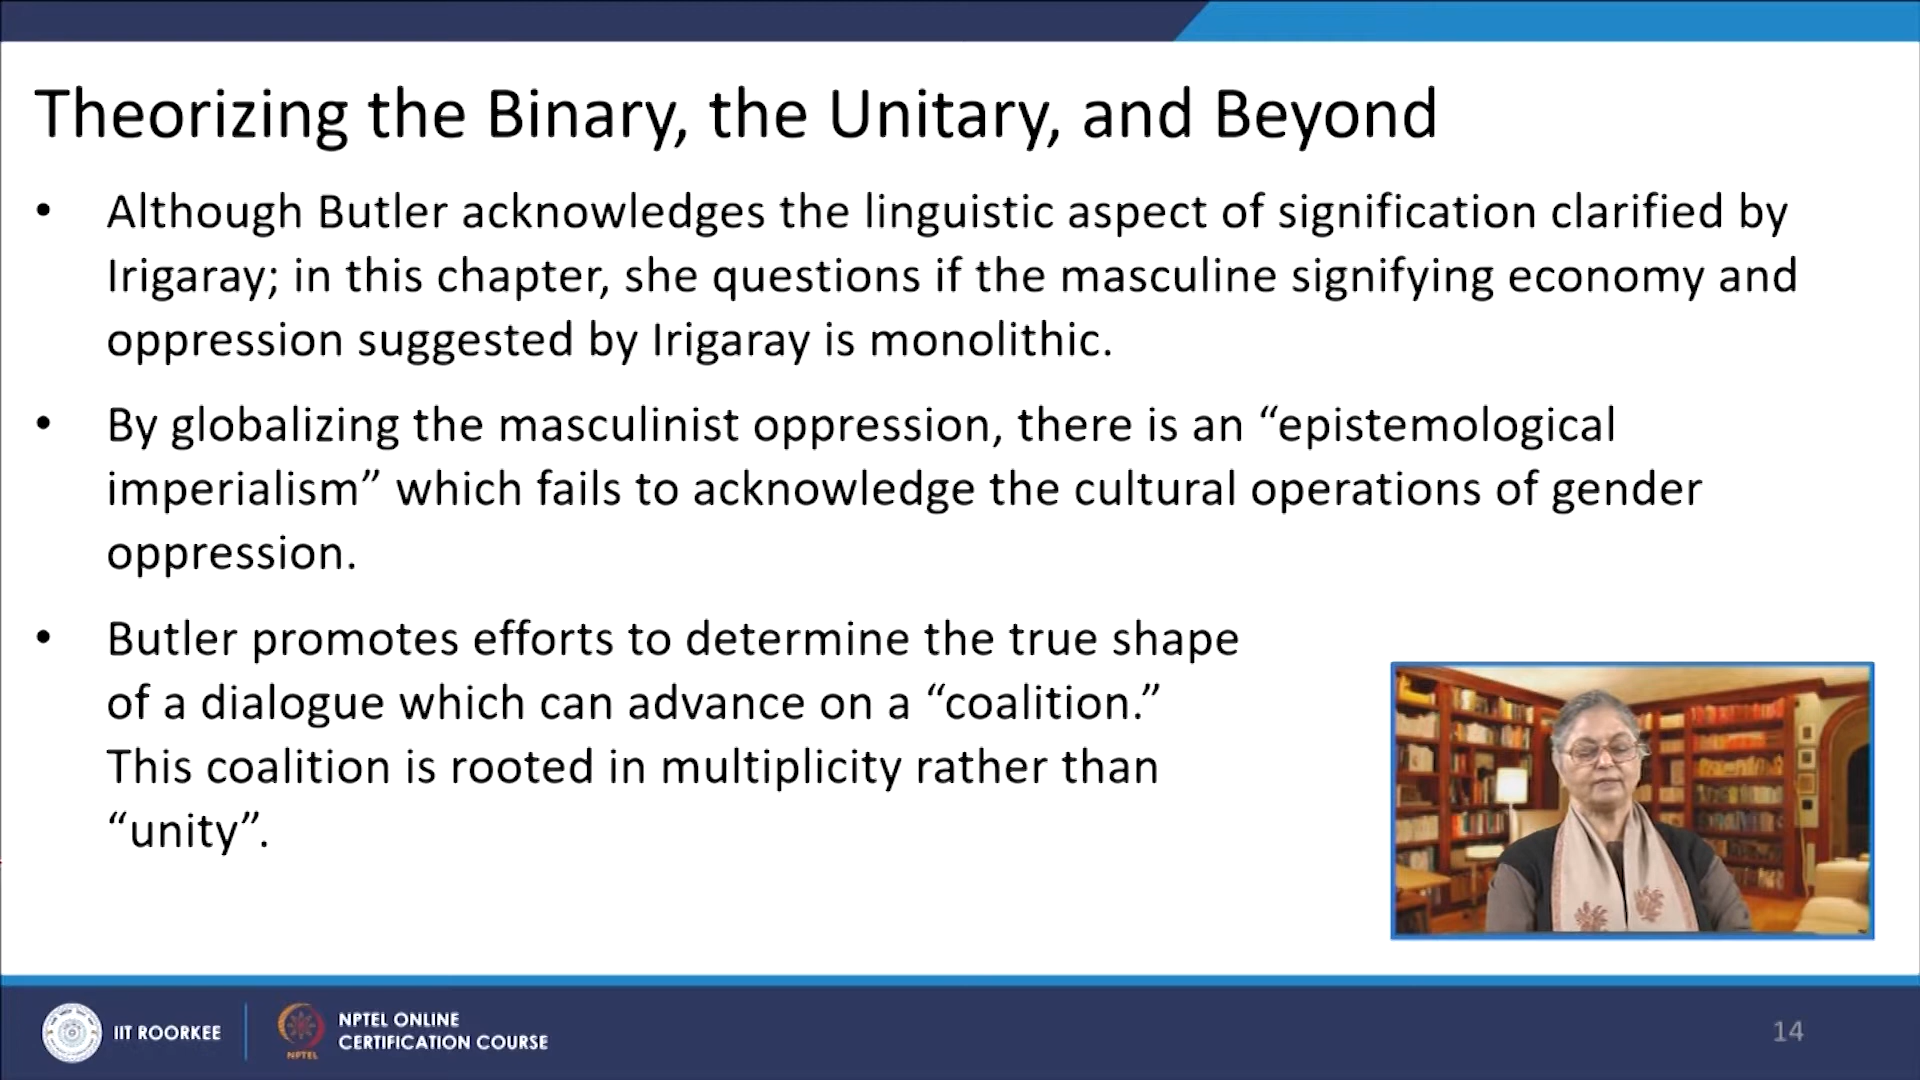 Theorizing the Binary, the Unitary, and Beyond
• Although Butler acknowledges the linguistic aspect of signification clarified by
Irigaray; in this chapter, she questions if the masculine signifying economy and
oppression suggested by Irigaray is monolithic.
• By globalizing the masculinist oppression, there is an “epistemological
imperialism” which fails to acknowledge the cultural operations of gender
oppression.
• Butler promotes efforts to determine the true shape
of a dialogue which can advance on a “coalition.”
This coalition is rooted in multiplicity rather than
“unity”.
IIT ROORKEE
NPTEL
NPTEL ONLINE
CERTIFICATION COURSE
14